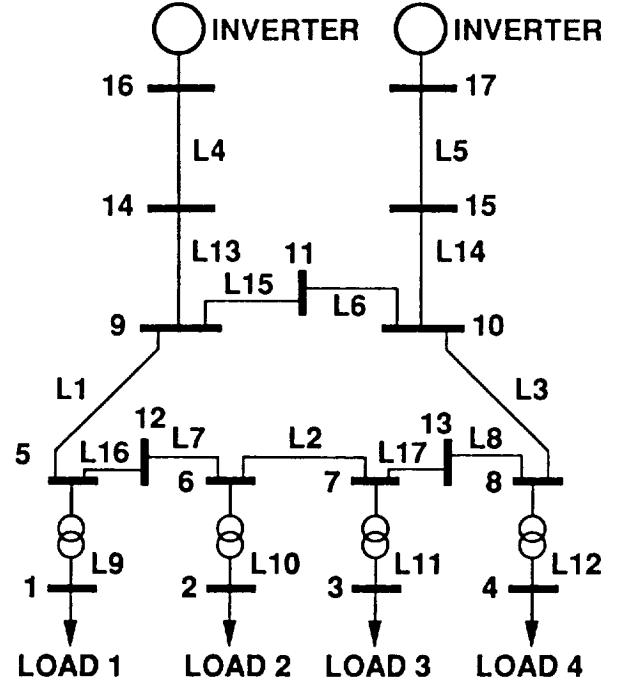 INVERTER INVERTER
16 17
L4 L5
14 15
L13 11 L14
L15 L6
9 10
L1 L3
12 13
5 L16 L7 L2 L17 L8
6 7 8
L9 L10 L11 L12
1 2 3 4
LOAD 1 LOAD 2 LOAD 3 LOAD 4